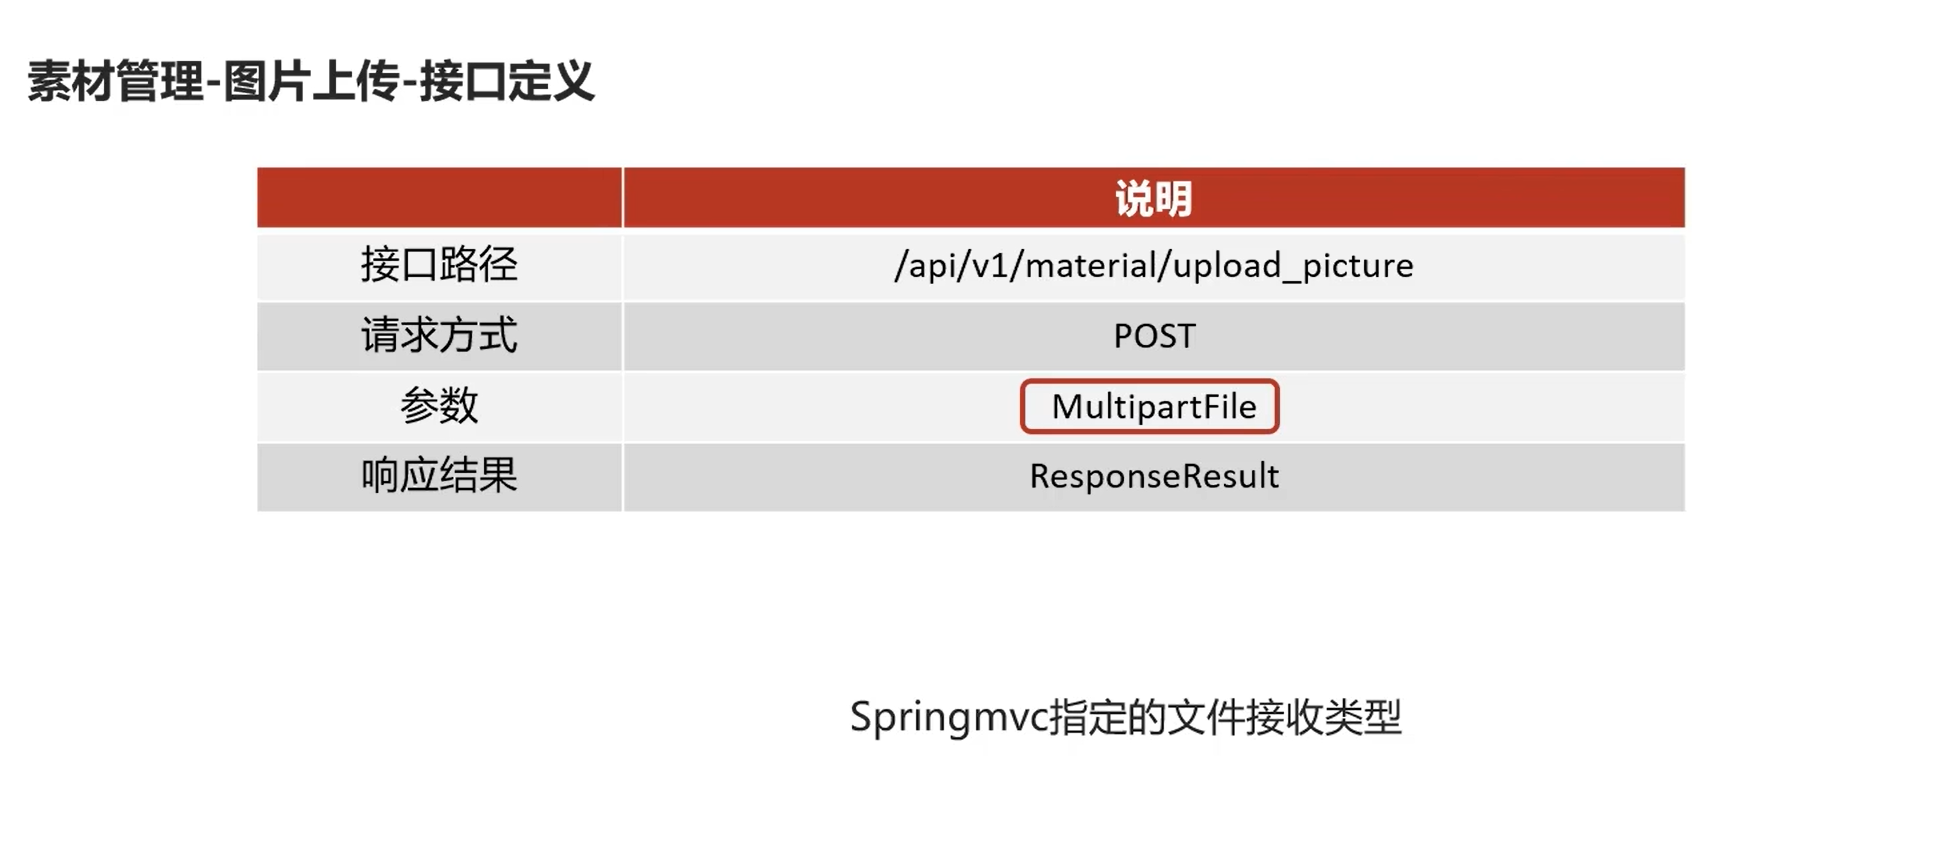 素材管理-图片上传-接口定义
说明
接口路径 /api/v1/material/upload_picture
请求方式 POST
参数 MultipartFile
响应结果 ResponseResult
Springmvc指定的文件接收类型